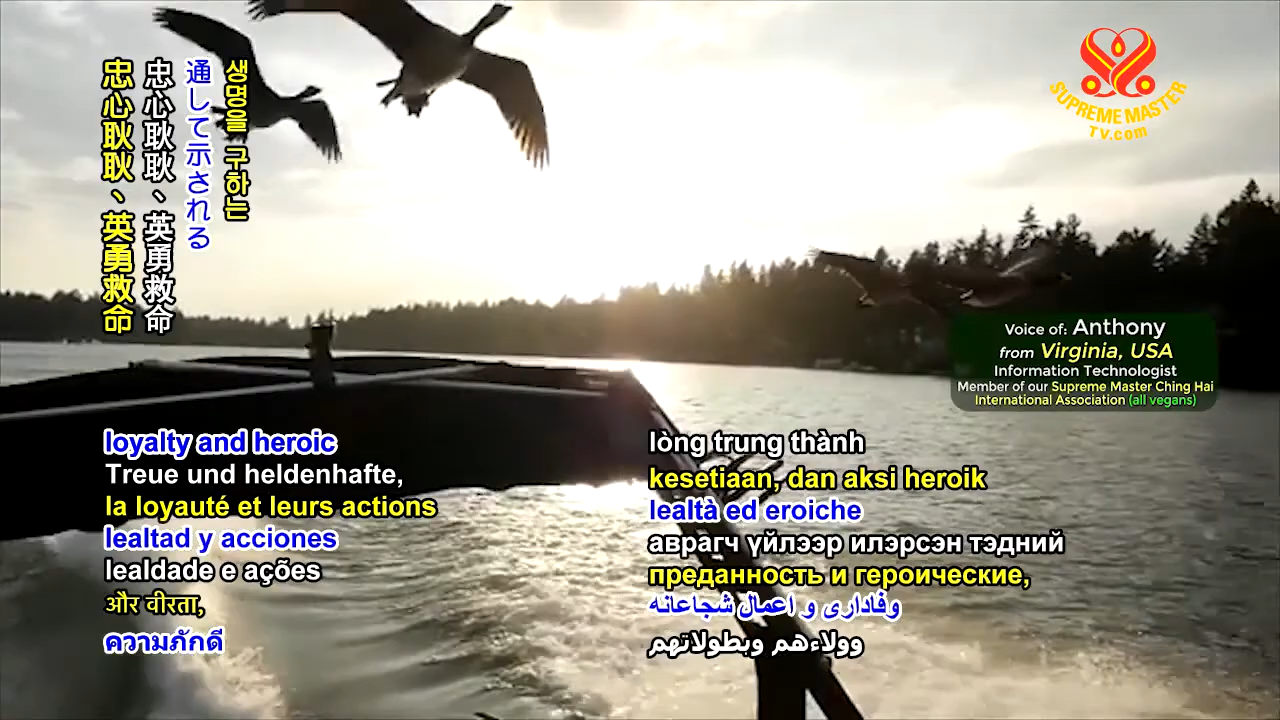 忠心耿耿、英勇救命
忠心耿耿、英勇救命
通して示される
생명을 구하는
SUPREME MASTER
TV.com
Voice of: Anthony
from Virginia, USA
Information Technologist
Member of our Supreme Master Ching Hai
International Association (all vegans)
loyalty and heroic
Treue und heldenhafte,
la loyauté et leurs actions
lealtad y acciones
lealdade e ações
और वीरता,
ความภักดี
lòng trung thành
kesetiaan, dan aksi heroik
lealtà ed eroiche
аврагч үйлээр илэрсэн тэдний
преданность и героические,
وفاداری و اعمال شجاعانه
وولاءهم وبطولاتهم